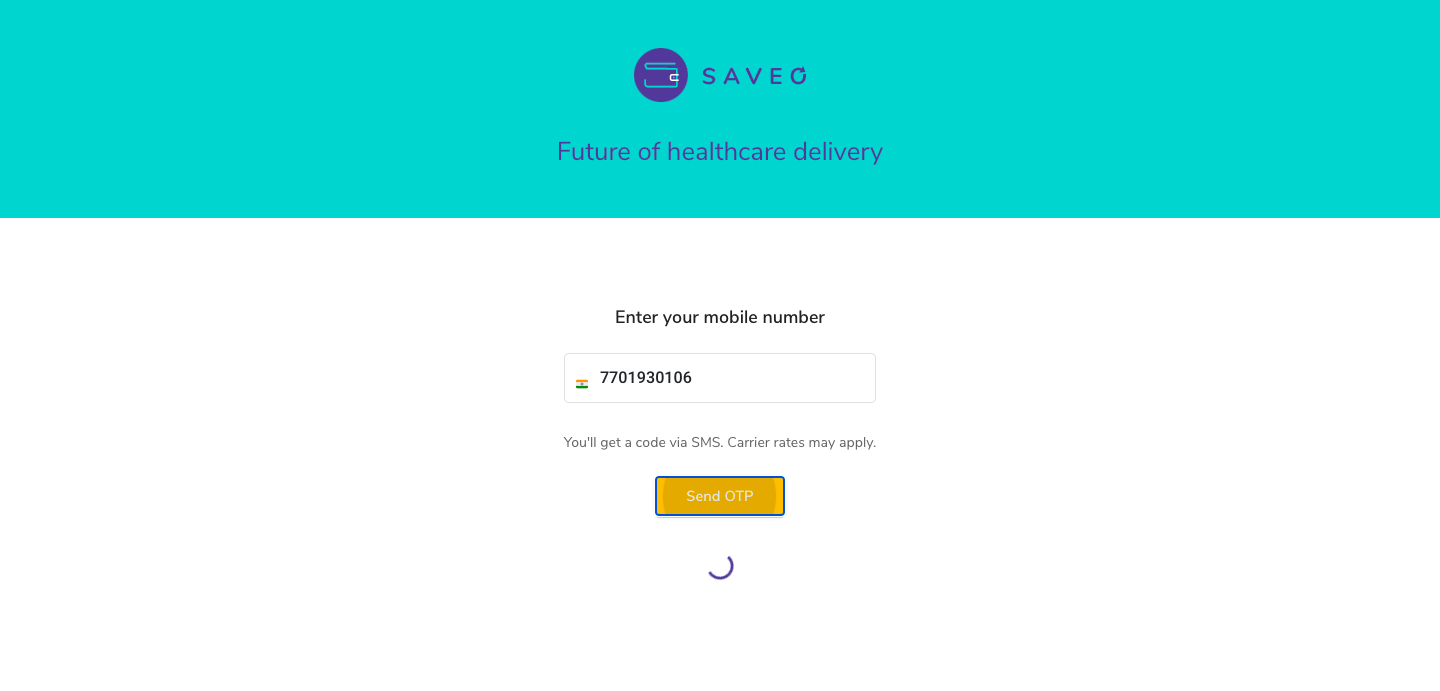 SAVEO
Future of healthcare delivery
Enter your mobile number
7701930106
You'll get a code via SMS. Carrier rates may apply.
Send OTP